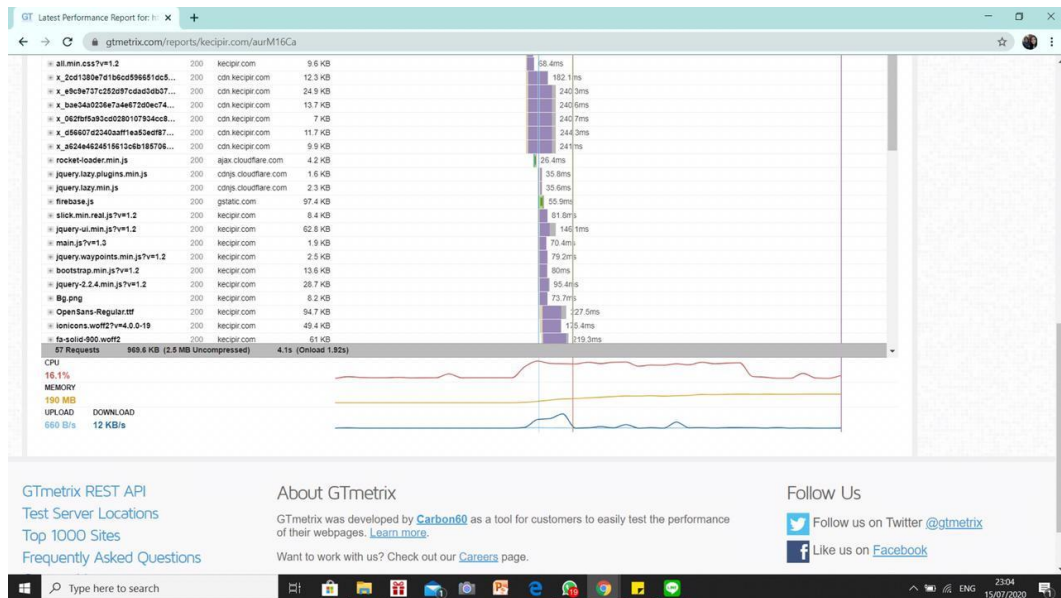 GT Latest Performance Report for: h
gtmetrix.com/reports/kecipir.com/aurM16Ca
all.min.css?v=1.2 200 kecipir.com 9.6 KB 68.4ms
x_2cd1380e7d1b6cd596651dc5... 200 cdn.kecipir.com 12.3 KB 182.1ms
x_e9c9e737c252d97cdad3db37... 200 cdn.kecipir.com 24.9 KB 240.3ms
x_bae34a0236e7a4e672d0ec74... 200 cdn.kecipir.com 13.7 KB 240.6ms
x_062fbf5a93cd0280107934cc8... 200 cdn.kecipir.com 7 KB 240.7ms
x_d56607d2340aaff1ea53edf87... 200 cdn.kecipir.com 11.7 KB 244.3ms
x_a624e4624515613c6b185706... 200 cdn.kecipir.com 9.9 KB 241ms
rocket-loader.min.js 200 ajax.cloudflare.com 4.2 KB 26.4ms
jquery.lazy.plugins.min.js 200 cdnjs.cloudflare.com 1.6 KB 35.8ms
jquery.lazy.min.js 200 cdnjs.cloudflare.com 2.3 KB 35.6ms
firebase.js 200 gstatic.com 97.4 KB 55.9ms
slick.min.real.js?v=1.2 200 kecipir.com 8.4 KB 81.8ms
jquery-ui.min.js?v=1.2 200 kecipir.com 62.8 KB 146.1ms
main.js?v=1.3 200 kecipir.com 1.9 KB 70.4ms
jquery.waypoints.min.js?v=1.2 200 kecipir.com 2.5 KB 79.2ms
bootstrap.min.js?v=1.2 200 kecipir.com 13.6 KB 80ms
jquery-2.2.4.min.js?v=1.2 200 kecipir.com 28.7 KB 95.4ms
Bg.png 200 kecipir.com 8.2 KB 73.7ms
OpenSans-Regular.ttf 200 kecipir.com 94.7 KB 227.5ms
ionicons.woff2?v=4.0.0-19 200 kecipir.com 49.4 KB 175.4ms
fa-solid-900.woff2 200 kecipir.com 61 KB 219.3ms
57 Requests 969.6 KB (2.5 MB Uncompressed) 4.1s (Onload 1.92s)
CPU
16.1%
MEMORY
190 MB
UPLOAD DOWNLOAD
660 B/s 12 KB/s
GTmetrix REST API
Test Server Locations
Top 1000 Sites
Frequently Asked Questions
About GTmetrix
GTmetrix was developed by Carbon60 as a tool for customers to easily test the performance
of their webpages. Learn more.
Want to work with us? Check out our Careers page.
Follow Us
Follow us on Twitter @gtmetrix
Like us on Facebook
Type here to search
19
ENG
23:04
15/07/2020